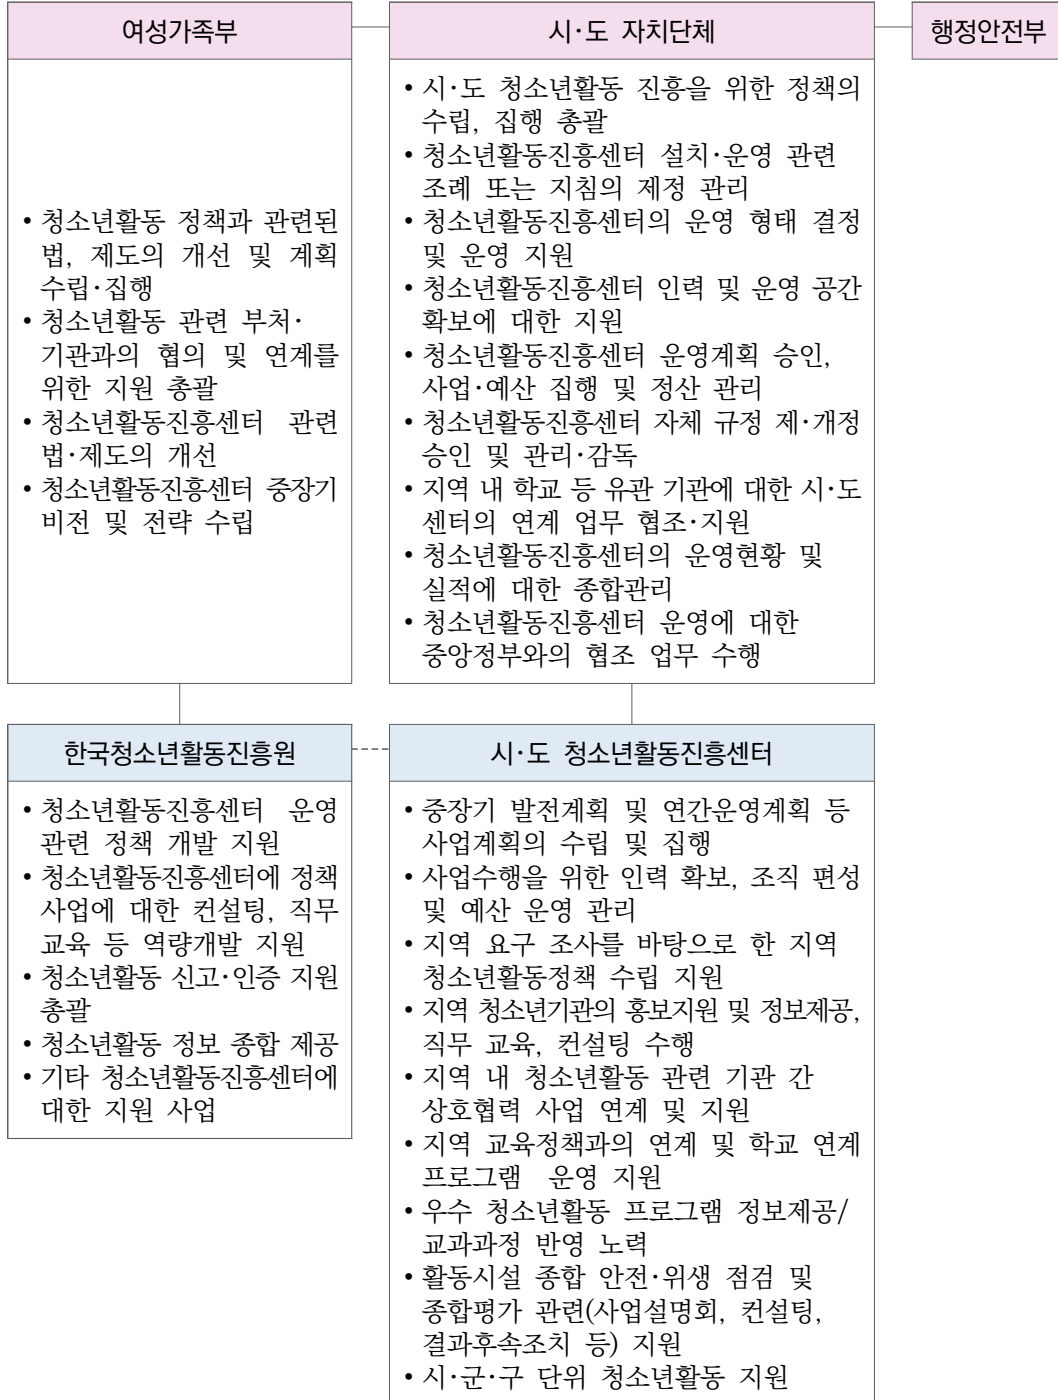 여성가족부
시·도 자치단체
행정안전부
• 청소년활동 정책과 관련된
법, 제도의 개선 및 계획
수립·집행
• 청소년활동 관련 부처·
기관과의 협의 및 연계를
위한 지원 총괄
• 청소년활동진흥센터 관련
법·제도의 개선
• 청소년활동진흥센터 중장기
비전 및 전략 수립
• 시·도 청소년활동 진흥을 위한 정책의
수립, 집행 총괄
• 청소년활동진흥센터 설치·운영 관련
조례 또는 지침의 제정 관리
• 청소년활동진흥센터의 운영 형태 결정
및 운영 지원
• 청소년활동진흥센터 인력 및 운영 공간
확보에 대한 지원
• 청소년활동진흥센터 운영계획 승인,
사업·예산 집행 및 정산 관리
• 청소년활동진흥센터 자체 규정 제·개정
승인 및 관리·감독
• 지역 내 학교 등 유관 기관에 대한 시·도
센터의 연계 업무 협조·지원
• 청소년활동진흥센터의 운영현황 및
실적에 대한 종합관리
• 청소년활동진흥센터 운영에 대한
중앙정부와의 협조 업무 수행
한국청소년활동진흥원
시·도 청소년활동진흥센터
• 청소년활동진흥센터 운영
관련 정책 개발 지원
• 청소년활동진흥센터에 정책
사업에 대한 컨설팅, 직무
교육 등 역량개발 지원
• 청소년활동 신고·인증 지원
총괄
• 청소년활동 정보 종합 제공
• 기타 청소년활동진흥센터에
대한 지원 사업
• 중장기 발전계획 및 연간운영계획 등
사업계획의 수립 및 집행
• 사업수행을 위한 인력 확보, 조직 편성
및 예산 운영 관리
• 지역 요구 조사를 바탕으로 한 지역
청소년활동정책 수립 지원
• 지역 청소년기관의 홍보지원 및 정보제공,
직무 교육, 컨설팅 수행
• 지역 내 청소년활동 관련 기관 간
상호협력 사업 연계 및 지원
• 지역 교육정책과의 연계 및 학교 연계
프로그램 운영 지원
• 우수 청소년활동 프로그램 정보제공/
교과과정 반영 노력
• 활동시설 종합 안전·위생 점검 및
종합평가 관련(사업설명회, 컨설팅,
결과후속조치 등) 지원
• 시·군·구 단위 청소년활동 지원